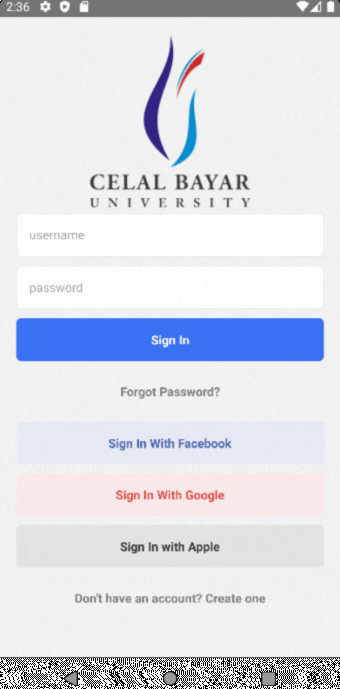 2:36
CELAL BAYAR
UNIVERSITY
username
password
Sign In
Forgot Password?
Sign In With Facebook
Sign In With Google
Sign In with Apple
Don't have an account? Create one